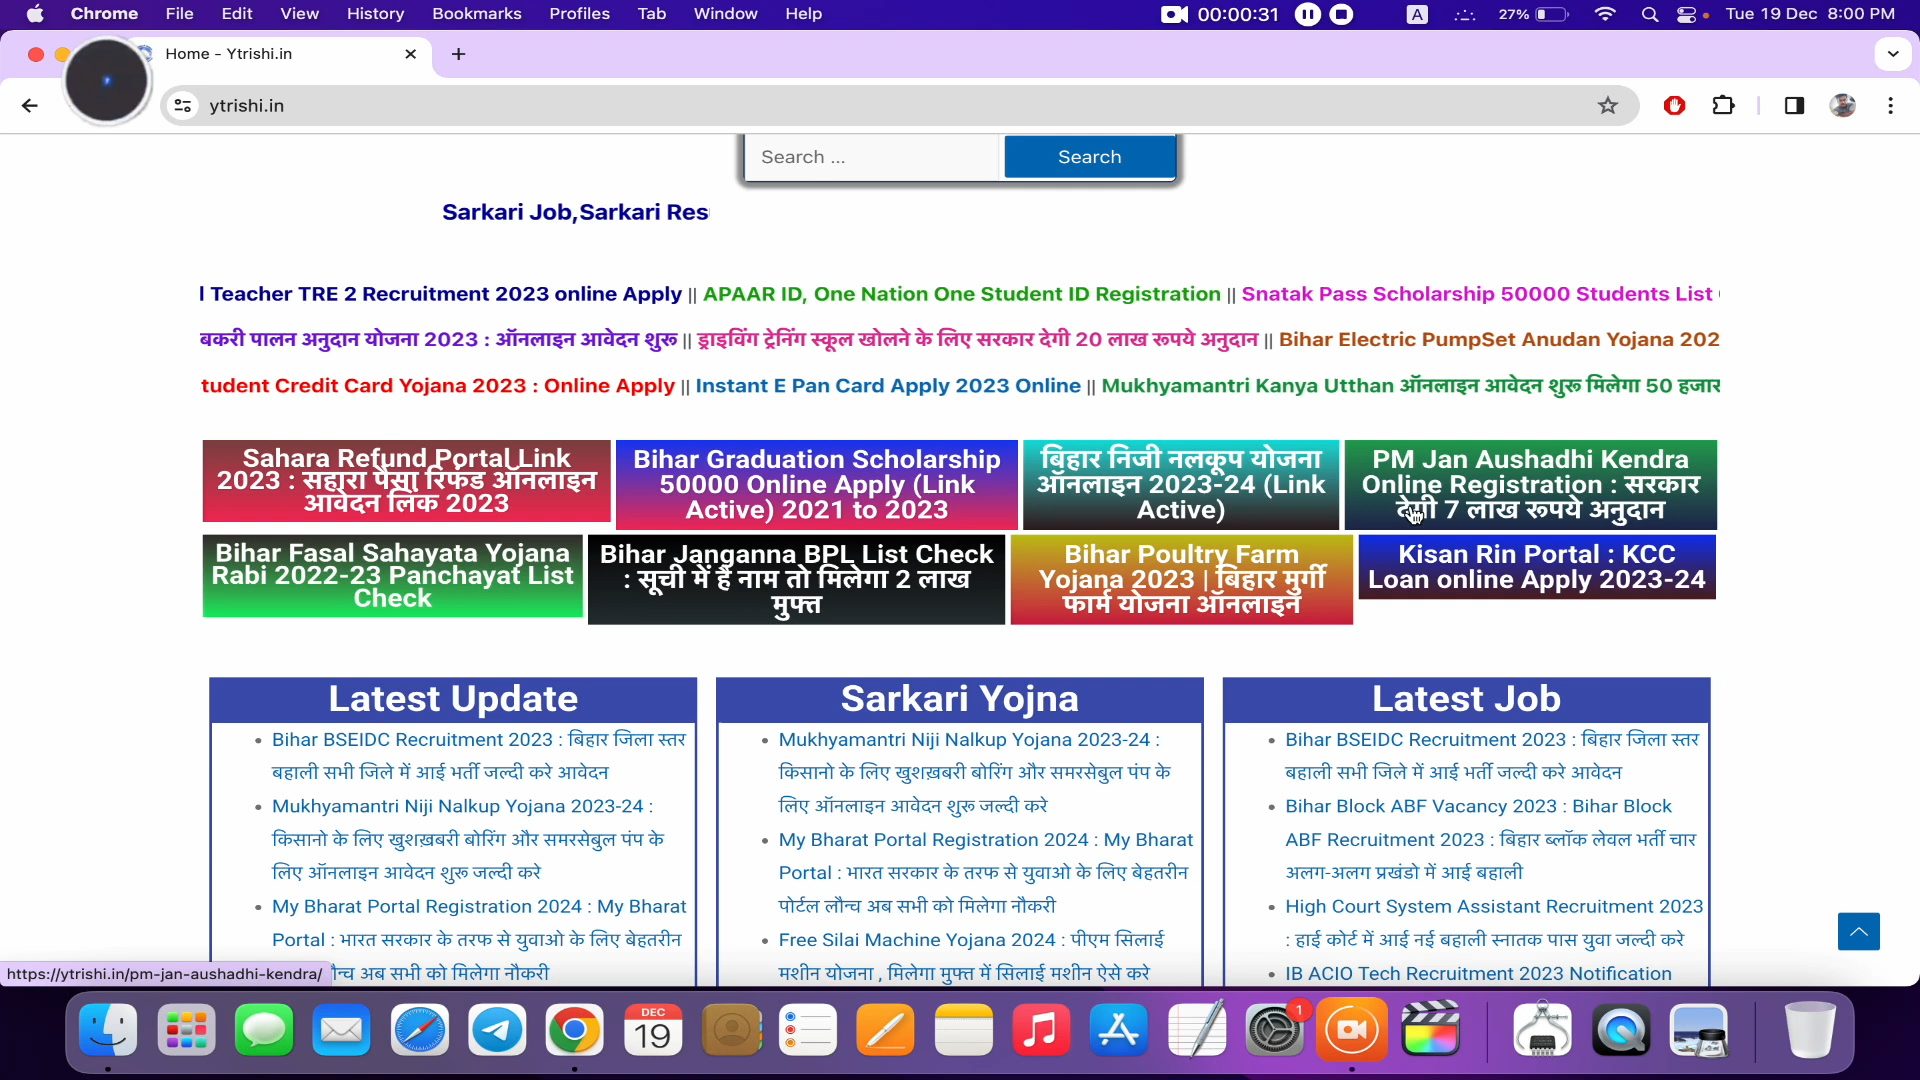 Chrome File Edit View History Bookmarks Profiles Tab Window Help 00:00:31 A 27% Tue 19 Dec 8:00 PM
Home - Ytrishi.in
ytrishi.in
Search ... Search
Sarkari Job,Sarkari Res
l Teacher TRE 2 Recruitment 2023 online Apply || APAAR ID, One Nation One Student ID Registration || Snatak Pass Scholarship 50000 Students List
बकरी पालन अनुदान योजना 2023 : ऑनलाइन आवेदन शुरू || ड्राइविंग ट्रेनिंग स्कूल खोलने के लिए सरकार देगी 20 लाख रूपये अनुदान || Bihar Electric PumpSet Anudan Yojana 202
tudent Credit Card Yojana 2023 : Online Apply || Instant E Pan Card Apply 2023 Online || Mukhyamantri Kanya Utthan ऑनलाइन आवेदन शुरू मिलेगा 50 हजार
Sahara Refund Portal Link
2023 : सहारा पैसा रिफंड ऑनलाइन
आवेदन लिंक 2023
Bihar Graduation Scholarship
50000 Online Apply (Link
Active) 2021 to 2023
बिहार निजी नलकूप योजना
ऑनलाइन 2023-24 (Link
Active)
PM Jan Aushadhi Kendra
Online Registration : सरकार
देगी 7 लाख रूपये अनुदान
Bihar Fasal Sahayata Yojana
Rabi 2022-23 Panchayat List
Check
Bihar Janganna BPL List Check
: सूची में है नाम तो मिलेगा 2 लाख
मुफ्त
Bihar Poultry Farm
Yojana 2023 | बिहार मुर्गी
फार्म योजना ऑनलाइन
Kisan Rin Portal : KCC
Loan online Apply 2023-24
Latest Update
Bihar BSEIDC Recruitment 2023 : बिहार जिला स्तर
बहाली सभी जिले में आई भर्ती जल्दी करे आवेदन
Mukhyamantri Niji Nalkup Yojana 2023-24 :
किसानो के लिए खुशख़बरी बोरिंग और समरसेबुल पंप के
लिए ऑनलाइन आवेदन शुरू जल्दी करे
My Bharat Portal Registration 2024 : My Bharat
Portal : भारत सरकार के तरफ से युवाओ के लिए बेहतरीन
न्च अब सभी को मिलेगा नौकरी
Sarkari Yojna
Mukhyamantri Niji Nalkup Yojana 2023-24 :
किसानो के लिए खुशख़बरी बोरिंग और समरसेबुल पंप के
लिए ऑनलाइन आवेदन शुरू जल्दी करे
My Bharat Portal Registration 2024 : My Bharat
Portal : भारत सरकार के तरफ से युवाओ के लिए बेहतरीन
पोर्टल लौन्च अब सभी को मिलेगा नौकरी
Free Silai Machine Yojana 2024 : पीएम सिलाई
मशीन योजना , मिलेगा मुफ्त में सिलाई मशीन ऐसे करे
Latest Job
Bihar BSEIDC Recruitment 2023 : बिहार जिला स्तर
बहाली सभी जिले में आई भर्ती जल्दी करे आवेदन
Bihar Block ABF Vacancy 2023 : Bihar Block
ABF Recruitment 2023 : बिहार ब्लॉक लेवल भर्ती चार
अलग-अलग प्रखंडो में आई बहाली
High Court System Assistant Recruitment 2023
: हाई कोर्ट में आई नई बहाली स्नातक पास युवा जल्दी करे
IB ACIO Tech Recruitment 2023 Notification
https://ytrishi.in/pm-jan-aushadhi-kendra/
DEC
19
1